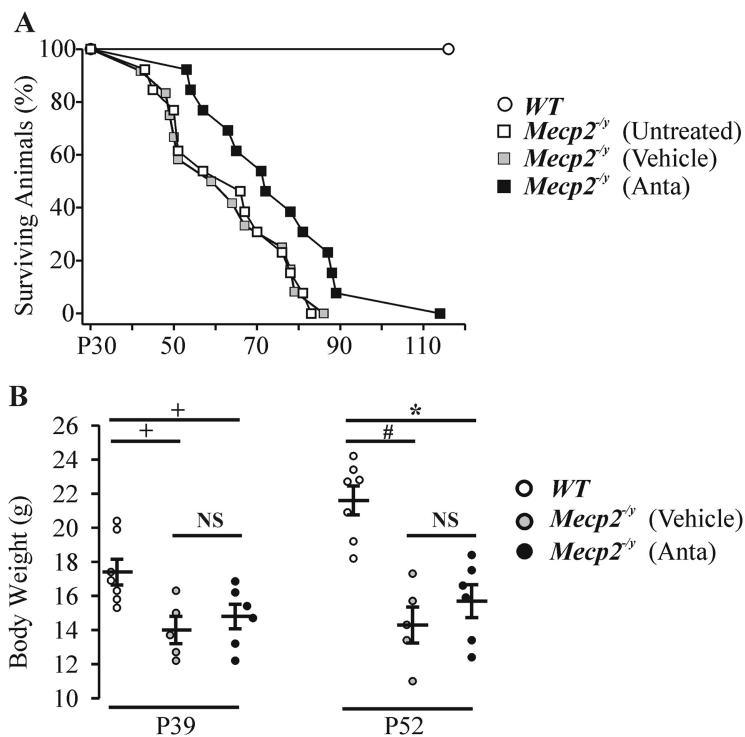 A
Surviving Animals (%)
100
80
60
40
20
0
P30 50 70 90 110
WT
Mecp2-/y (Untreated)
Mecp2-/y (Vehicle)
Mecp2-/y (Anta)
B
Body Weight (g)
26
24
22
20
18
16
14
12
10
+
+
NS
*
#
NS
P39 P52
WT
Mecp2-/y (Vehicle)
Mecp2-/y (Anta)